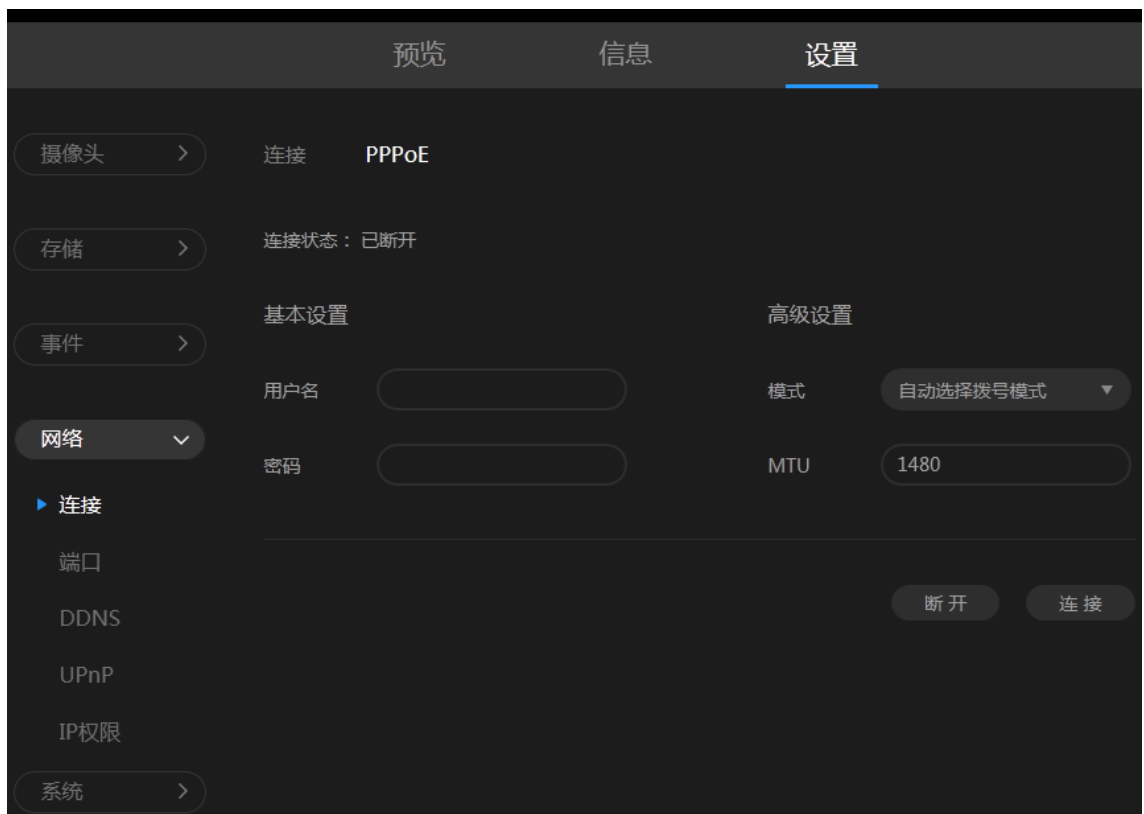 预览 信息 设置
摄像头 连接 PPPoE
连接状态： 已断开
存储
基本设置 高级设置
事件
用户名 模式 自动选择拨号模式
网络
密码 MTU 1480
连接
端口
断 开 连 接
DDNS
UPnP
IP权限
系统